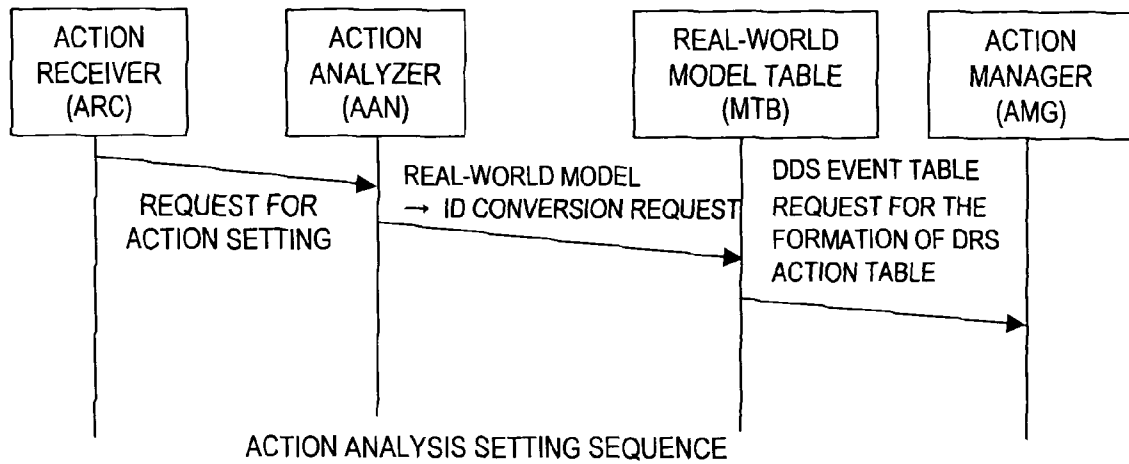 ACTION
RECEIVER
(ARC)
ACTION
ANALYZER
(AAN)
REAL-WORLD
MODEL TABLE
(MTB)
ACTION
MANAGER
(AMG)
REQUEST FOR
ACTION SETTING
REAL-WORLD MODEL
→ ID CONVERSION REQUEST
DDS EVENT TABLE
REQUEST FOR THE
FORMATION OF DRS
ACTION TABLE
ACTION ANALYSIS SETTING SEQUENCE